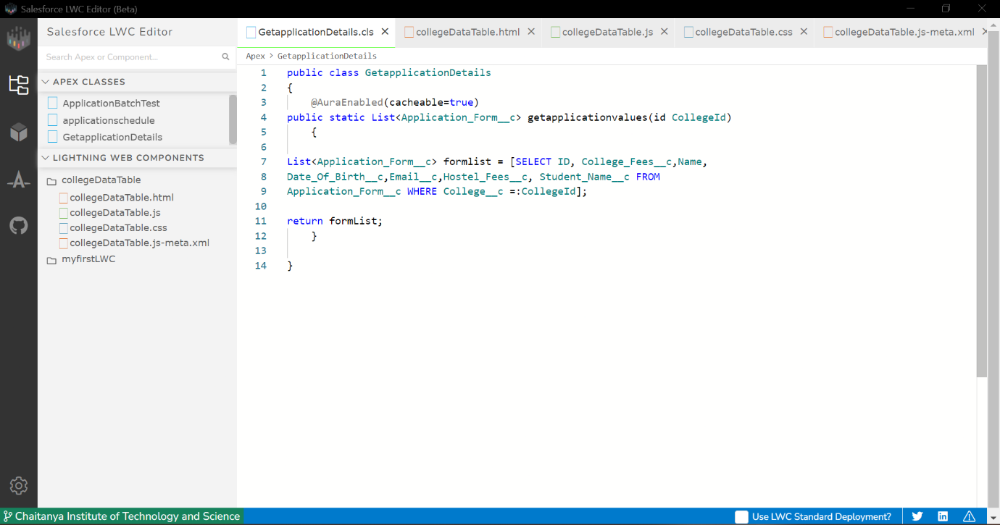 Salesforce LWC Editor (Beta)
Salesforce LWC Editor
Search Apex or Component...
APEX CLASSES
ApplicationBatchTest
applicationschedule
GetapplicationDetails
LIGHTNING WEB COMPONENTS
collegeDataTable
collegeDataTable.html
collegeDataTable.js
collegeDataTable.css
collegeDataTable.js-meta.xml
myfirstLWC
GetapplicationDetails.cls
collegeDataTable.html
collegeDataTable.js
collegeDataTable.css
collegeDataTable.js-meta.xml
Apex > GetapplicationDetails
1 public class GetapplicationDetails
2 {
3 @AuraEnabled(cacheable=true)
4 public static List<Application_Form__c> getapplicationvalues(id CollegeId)
5 {
6
7 List<Application_Form__c> formlist = [SELECT ID, College_Fees__c,Name,
8 Date_Of_Birth__c,Email__c,Hostel_Fees__c, Student_Name__c FROM
9 Application_Form__c WHERE College__c =:CollegeId];
10
11 return formList;
12 }
13
14 }
Chaitanya Institute of Technology and Science
Use LWC Standard Deployment?